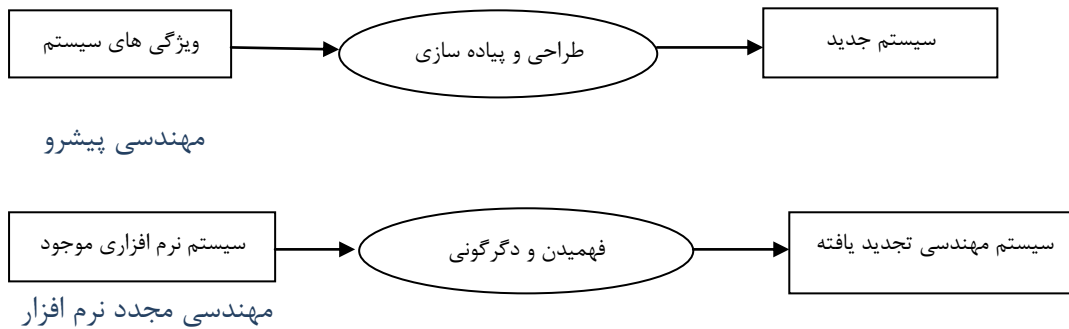 ویژگی های سیستم
طراحی و پیاده سازی
سیستم جدید
مهندسی پیشرو
سیستم نرم افزاری موجود
فهمیدن و دگرگونی
سیستم مهندسی تجدید یافته
مهندسی مجدد نرم افزار